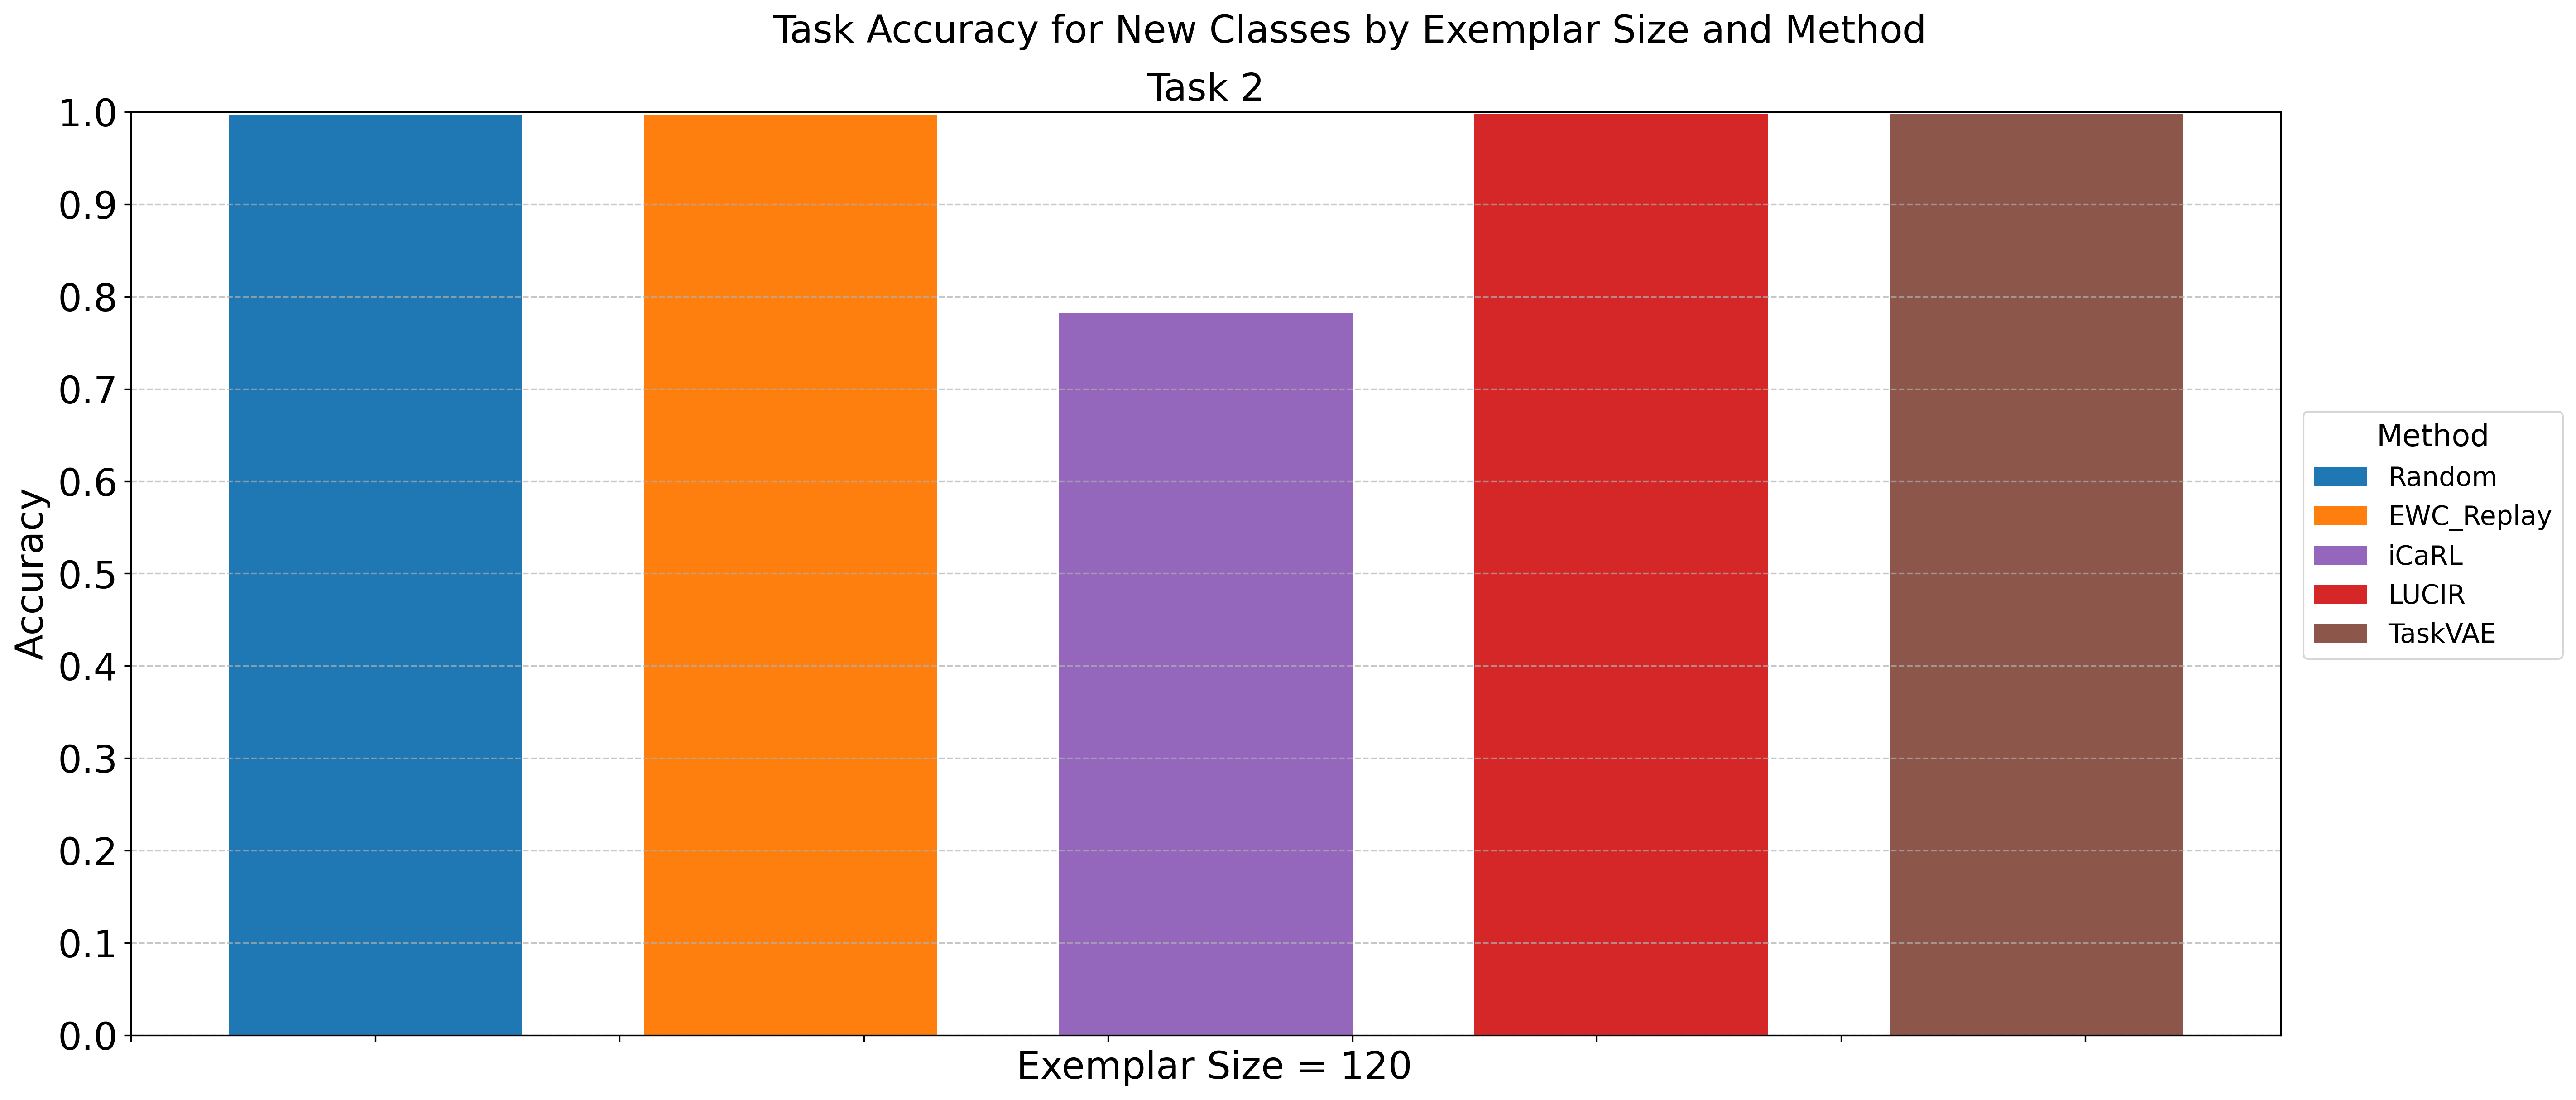 Task Accuracy for New Classes by Exemplar Size and Method
Task 2
1.0
0.9
0.8
0.7
0.6
0.5
0.4
0.3
0.2
0.1
0.0
Accuracy
Exemplar Size = 120
Method
Random
EWC_Replay
iCaRL
LUCIR
TaskVAE